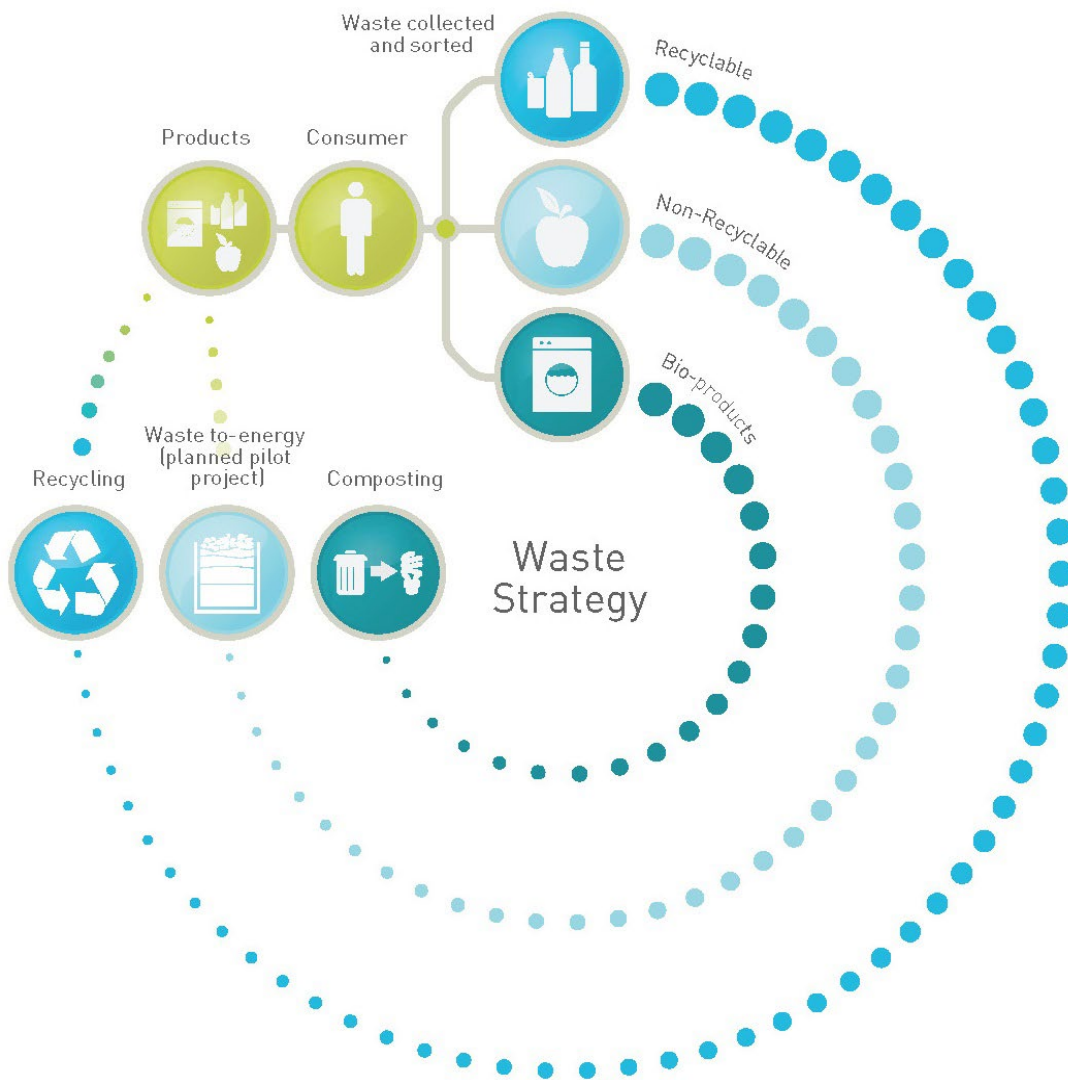 Waste collected
and sorted
Recyclable
Products
Consumer
Non-Recyclable
Bio-products
Waste to-energy
(planned pilot
project)
Recycling
Composting
Waste
Strategy